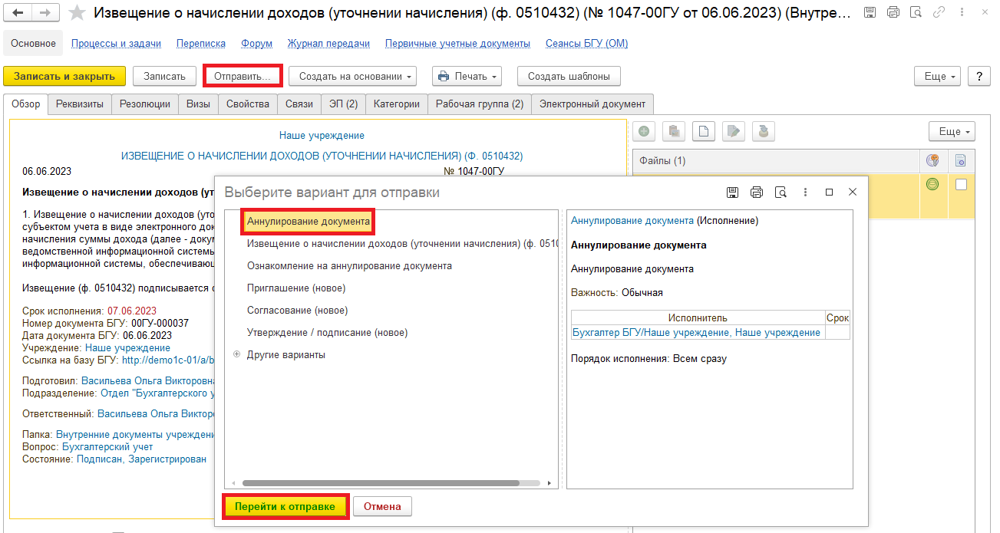 Извещение о начислении доходов (уточнении начисления) (ф. 0510432) (№ 1047-00ГУ от 06.06.2023) (Внутре...
Основное Процессы и задачи Переписка Форум Журнал передачи Первичные учетные документы Сеансы БГУ (ОМ)
Записать и закрыть Записать Отправить... Создать на основании Печать Создать шаблоны Еще ?
Обзор Реквизиты Резолюции Визы Свойства Связи ЭП (2) Категории Рабочая группа (2) Электронный документ
Наше учреждение
ИЗВЕЩЕНИЕ О НАЧИСЛЕНИИ ДОХОДОВ (УТОЧНЕНИИ НАЧИСЛЕНИЯ) (Ф. 0510432)
06.06.2023 № 1047-00ГУ
Извещение о начислении доходов (ут
1. Извещение о начислении доходов (уто
субъектом учета в виде электронного док
начисления суммы дохода (далее - докум
ведомственной информационной системы
информационной системы, обеспечивающ
Извещение (ф. 0510432) подписывается с
Срок исполнения: 07.06.2023
Номер документа БГУ: 00ГУ-000037
Дата документа БГУ: 06.06.2023
Учреждение: Наше учреждение
Ссылка на базу БГУ: http://demo1c-01/a/b
Подготовил: Васильева Ольга Викторовна
Подразделение: Отдел "Бухгалтерского у
Ответственный: Васильева Ольга Викторо
Папка: Внутренние документы учреждени
Вопрос: Бухгалтерский учет
Состояние: Подписан, Зарегистрирован
Еще
Файлы (1)
Выберите вариант для отправки
Аннулирование документа
Извещение о начислении доходов (уточнении начисления) (ф. 0510
Ознакомление на аннулирование документа
Приглашение (новое)
Согласование (новое)
Утверждение / подписание (новое)
Другие варианты
Аннулирование документа (Исполнение)
Аннулирование документа
Аннулирование документа
Важность: Обычная
Исполнитель Срок
Бухгалтер БГУ/Наше учреждение, Наше учреждение
Порядок исполнения: Всем сразу
Перейти к отправке Отмена